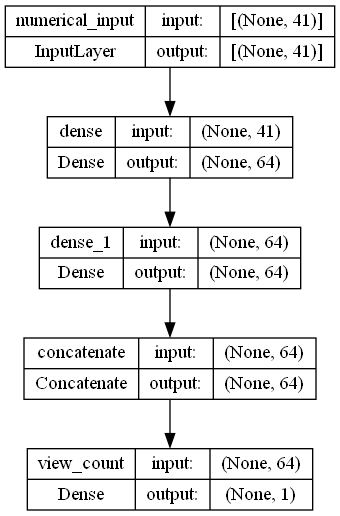 numerical_input input: [(None, 41)]
InputLayer output: [(None, 41)]
dense input: (None, 41)
Dense output: (None, 64)
dense_1 input: (None, 64)
Dense output: (None, 64)
concatenate input: (None, 64)
Concatenate output: (None, 64)
view_count input: (None, 64)
Dense output: (None, 1)